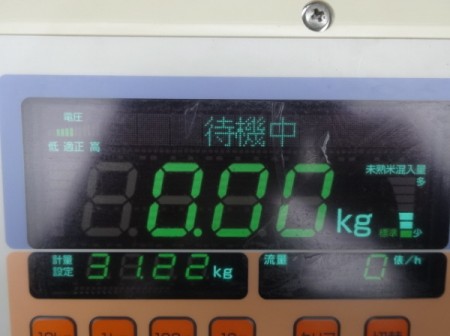 電圧
低 適正 高
待機中
0.00 kg
未熟米混入量
多
標準 少
計量設定 31.22 kg
流量 0 俵/h